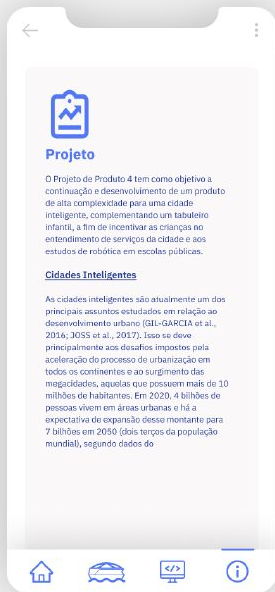 Projeto
O Projeto de Produto 4 tem como objetivo a
continuação e desenvolvimento de um produto
de alta complexidade para uma cidade
inteligente, complementando um tabuleiro
infantil, a fim de incentivar as crianças no
entendimento de serviços da cidade e aos
estudos de robótica em escolas públicas.
Cidades Inteligentes
As cidades inteligentes são atualmente um dos
principais assuntos estudados em relação ao
desenvolvimento urbano (GIL-GARCIA et al.,
2016; JOSS et al., 2017). Isso se deve
principalmente aos desafios impostos pela
aceleração do processo de urbanização em
todos os continentes e ao surgimento das
megacidades, aquelas que possuem mais de 10
milhões de habitantes. Em 2020, 4 bilhões de
pessoas vivem em áreas urbanas e há a
expectativa de expansão desse montante para
7 bilhões em 2050 (dois terços da população
mundial), segundo dados do